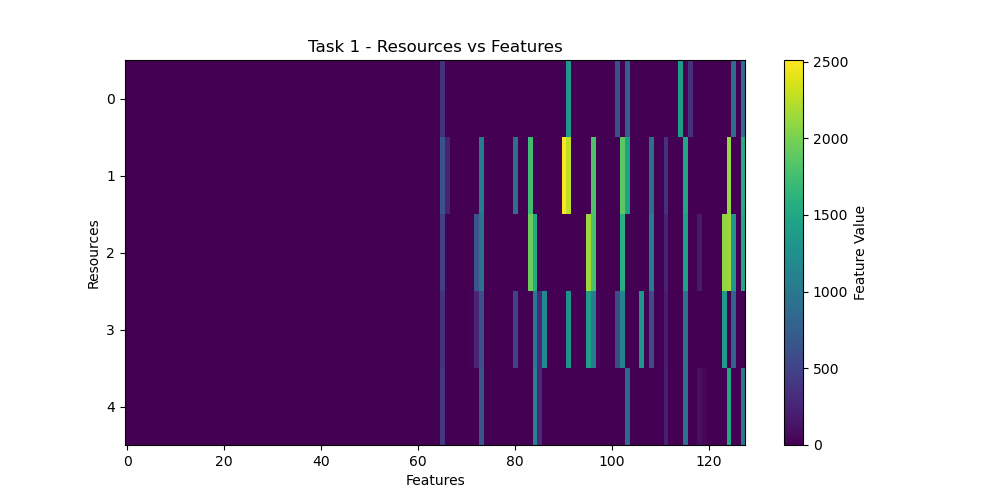 Task 1 - Resources vs Features
Resources
0
1
2
3
4
0 20 40 60 80 100 120
Features
2500
2000
1500
1000
500
0
Feature Value